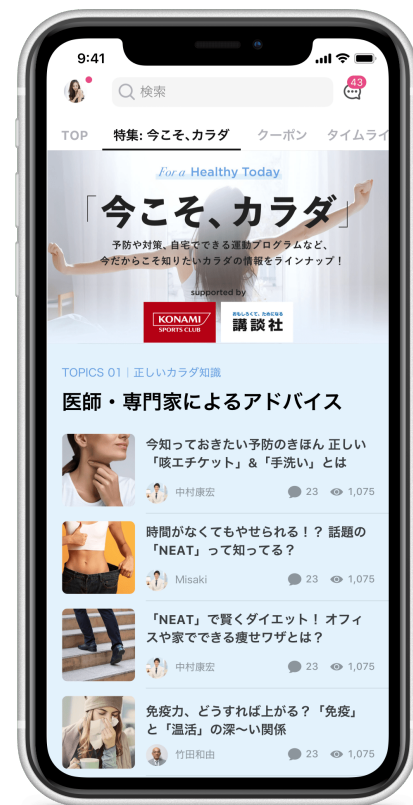 9:41
検索
43
TOP
特集: 今こそ、カラダ
クーポン
タイムライ
For a Healthy Today
「今こそ、カラダ」
予防や対策、自宅でできる運動プログラムなど、
今だからこそ知りたいカラダの情報をラインナップ！
supported by
KONAMI
SPORTS CLUB
おもしろくて、ためになる
講談社
TOPICS 01｜正しいカラダ知識
医師・専門家によるアドバイス
今知っておきたい予防のきほん 正しい
「咳エチケット」&「手洗い」とは
中村康宏 23 1,075
時間がなくてもやせられる！？ 話題の
「NEAT」って知ってる？
Misaki 23 1,075
「NEAT」で賢くダイエット！ オフィ
スや家でできる痩せワザとは？
中村康宏 23 1,075
免疫力、どうすれば上がる？「免疫」
と「温活」の深〜い関係
竹田和由 23 1,075